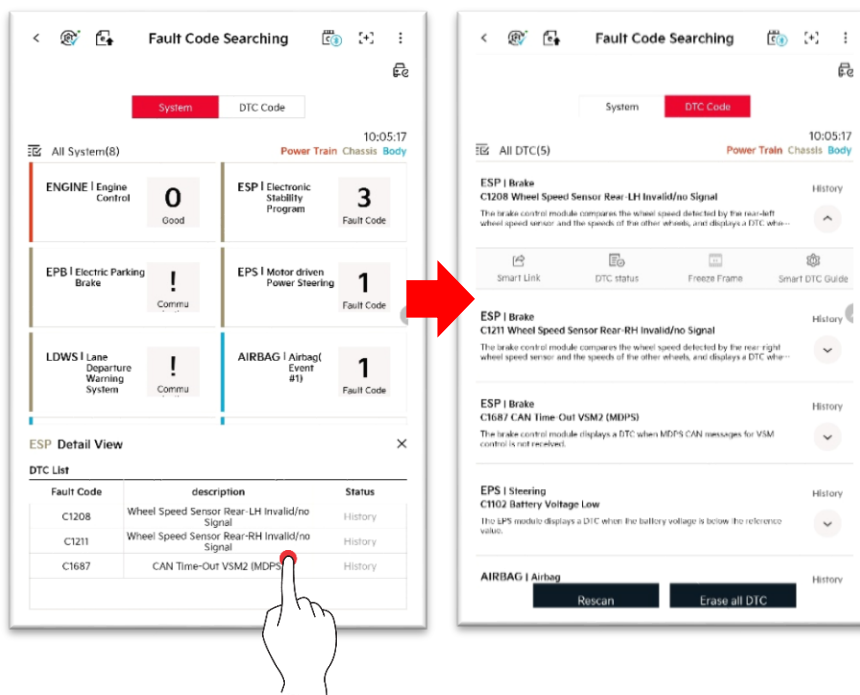 Fault Code Searching
System
DTC Code
10:05:17
All System(8)
Power Train Chassis Body
ENGINE | Engine
Control
0
Good
ESP | Electronic
Stability
Program
3
Fault Code
EPB | Electric Parking
Brake
!
Commu
EPS | Motor driven
Power Steering
1
Fault Code
LDWS | Lane
Departure
Warning
System
!
Commu
AIRBAG | Airbag(
Event
#1)
1
Fault Code
ESP Detail View
DTC List
Fault Code
description
Status
C1208
Wheel Speed Sensor Rear-LH Invalid/no
Signal
History
C1211
Wheel Speed Sensor Rear-RH Invalid/no
Signal
History
C1687
CAN Time-Out VSM2 (MDPS
History
Fault Code Searching
System
DTC Code
10:05:17
All DTC(5)
Power Train Chassis Body
ESP | Brake
History
C1208 Wheel Speed Sensor Rear-LH Invalid/no Signal
The brake control module compares the wheel speed detected by the rear-left
wheel speed sensor and the speeds of the other wheels, and displays a DTC whe···
Smart Link
DTC status
Freeze Frame
Smart DTC Guide
ESP | Brake
History
C1211 Wheel Speed Sensor Rear-RH Invalid/no Signal
The brake control module compares the wheel speed detected by the rear-right
wheel speed sensor and the speeds of the other wheels, and displays a DTC whe···
ESP | Brake
History
C1687 CAN Time-Out VSM2 (MDPS)
The brake control module displays a DTC when MDPS CAN messages for VSM
control is not received.
EPS | Steering
History
C1102 Battery Voltage Low
The EPS module displays a DTC when the battery voltage is below the reference
value.
AIRBAG | Airbag
History
Rescan
Erase all DTC